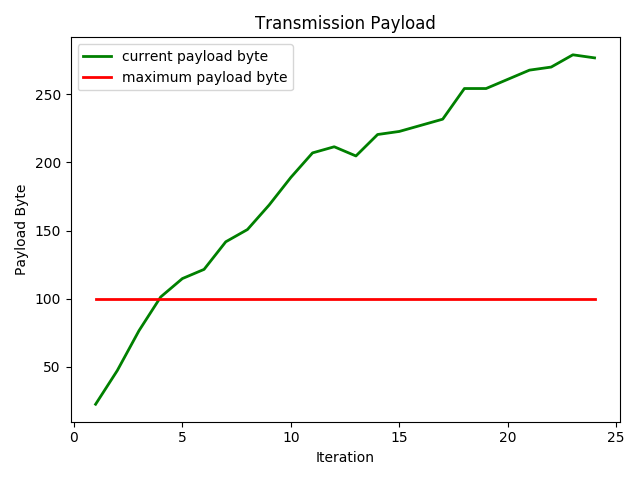 Transmission Payload
current payload byte
maximum payload byte
Payload Byte
250
200
150
100
50
0 5 10 15 20 25
Iteration